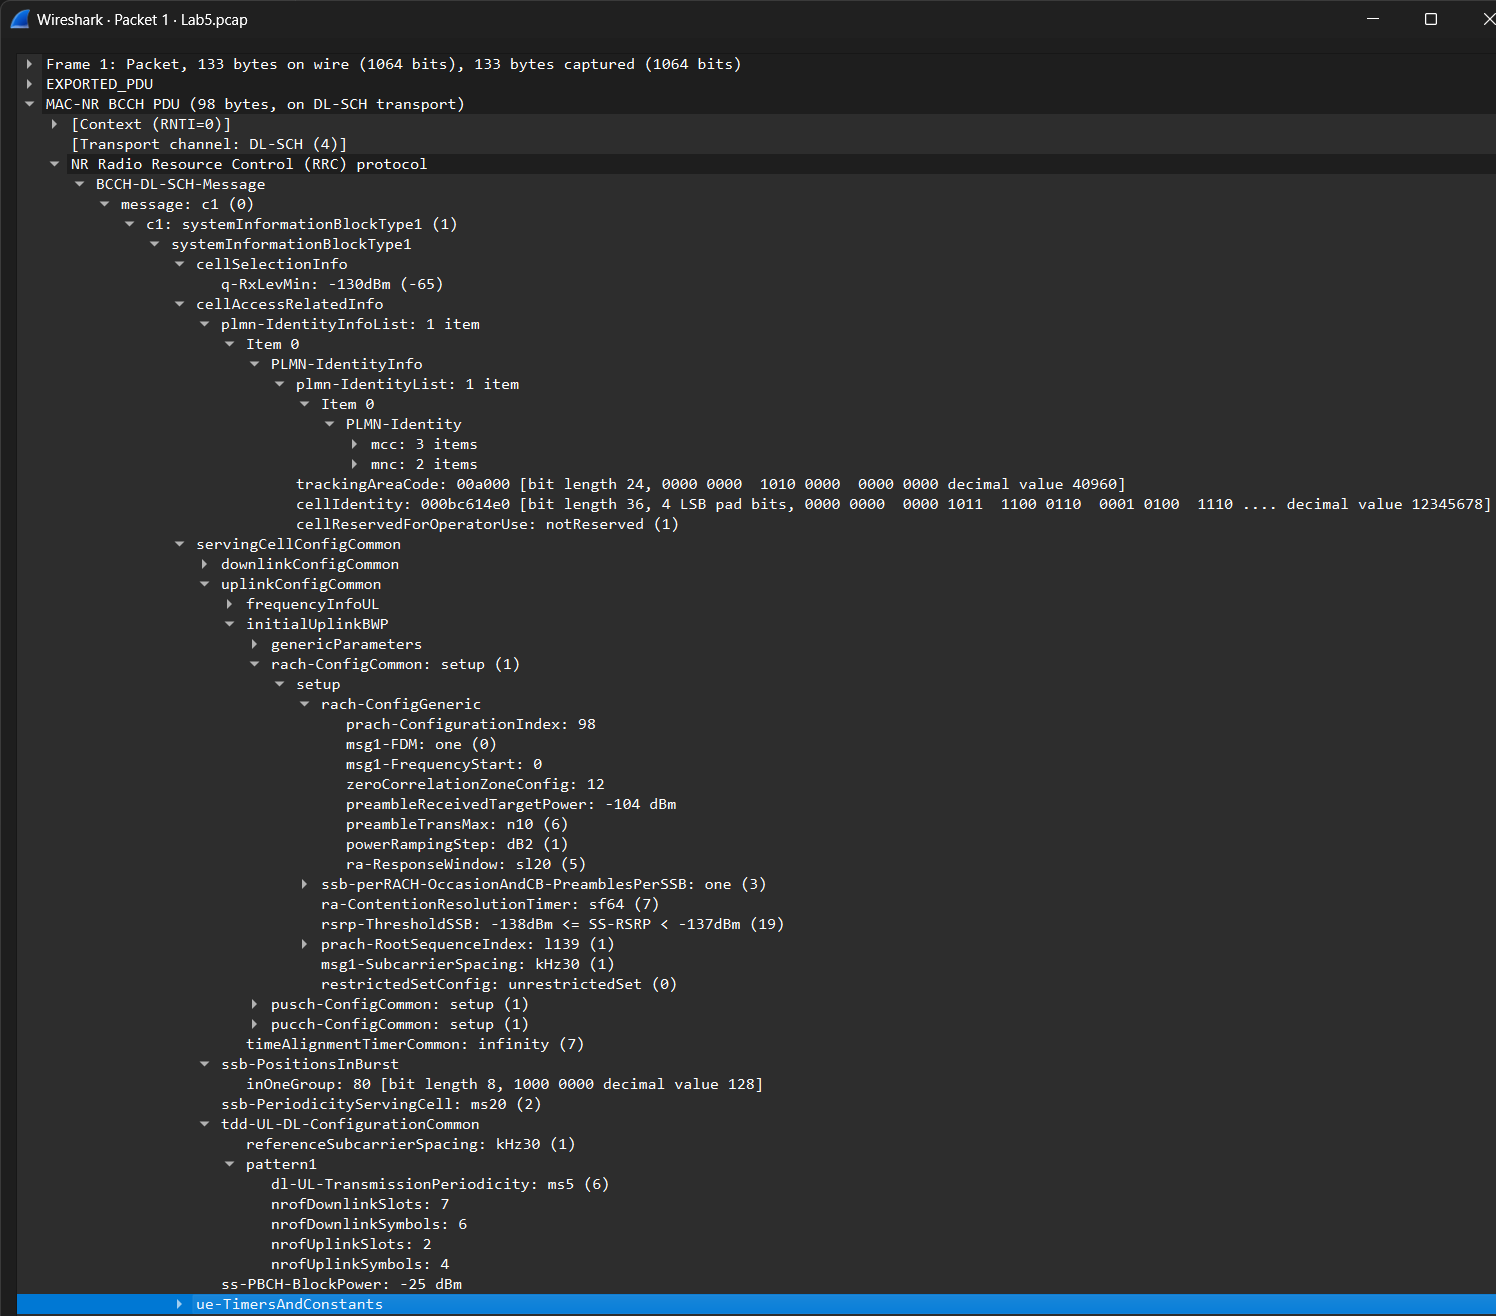 Wireshark · Packet 1 · Lab5.pcap
Frame 1: Packet, 133 bytes on wire (1064 bits), 133 bytes captured (1064 bits)
EXPORTED_PDU
MAC-NR BCCH PDU (98 bytes, on DL-SCH transport)
[Context (RNTI=0)]
[Transport channel: DL-SCH (4)]
NR Radio Resource Control (RRC) protocol
BCCH-DL-SCH-Message
message: c1 (0)
c1: systemInformationBlockType1 (1)
systemInformationBlockType1
cellSelectionInfo
q-RxLevMin: -130dBm (-65)
cellAccessRelatedInfo
plmn-IdentityInfoList: 1 item
Item 0
PLMN-IdentityInfo
plmn-IdentityList: 1 item
Item 0
PLMN-Identity
mcc: 3 items
mnc: 2 items
trackingAreaCode: 00a000 [bit length 24, 0000 0000  1010 0000  0000 0000 decimal value 40960]
cellIdentity: 000bc614e0 [bit length 36, 4 LSB pad bits, 0000 0000  0000 1011  1100 0110  0001 0100  1110 .... decimal value 12345678]
cellReservedForOperatorUse: notReserved (1)
servingCellConfigCommon
downlinkConfigCommon
uplinkConfigCommon
frequencyInfoUL
initialUplinkBWP
genericParameters
rach-ConfigCommon: setup (1)
setup
rach-ConfigGeneric
prach-ConfigurationIndex: 98
msg1-FDM: one (0)
msg1-FrequencyStart: 0
zeroCorrelationZoneConfig: 12
preambleReceivedTargetPower: -104 dBm
preambleTransMax: n10 (6)
powerRampingStep: dB2 (1)
ra-ResponseWindow: sl20 (5)
ssb-perRACH-OccasionAndCB-PreamblesPerSSB: one (3)
ra-ContentionResolutionTimer: sf64 (7)
rsrp-ThresholdSSB: -138dBm <= SS-RSRP < -137dBm (19)
prach-RootSequenceIndex: l139 (1)
msg1-SubcarrierSpacing: kHz30 (1)
restrictedSetConfig: unrestrictedSet (0)
pusch-ConfigCommon: setup (1)
pucch-ConfigCommon: setup (1)
timeAlignmentTimerCommon: infinity (7)
ssb-PositionsInBurst
inOneGroup: 80 [bit length 8, 1000 0000 decimal value 128]
ssb-PeriodicityServingCell: ms20 (2)
tdd-UL-DL-ConfigurationCommon
referenceSubcarrierSpacing: kHz30 (1)
pattern1
dl-UL-TransmissionPeriodicity: ms5 (6)
nrofDownlinkSlots: 7
nrofDownlinkSymbols: 6
nrofUplinkSlots: 2
nrofUplinkSymbols: 4
ss-PBCH-BlockPower: -25 dBm
ue-TimersAndConstants